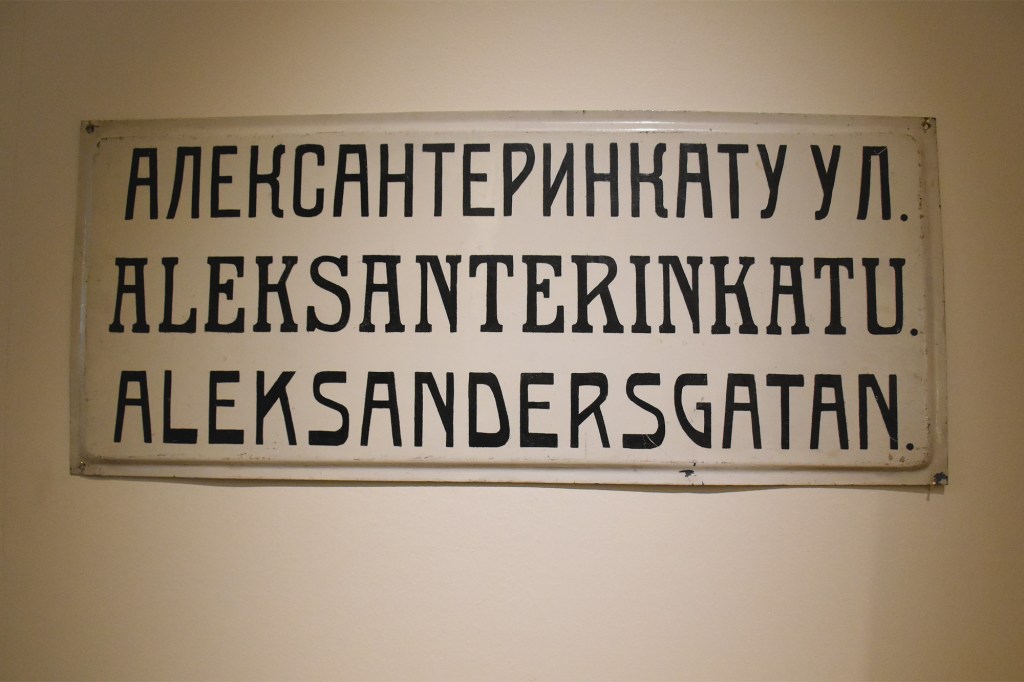 АЛЕКСАНТЕРИНКАТУ УЛ.
ALEKSANTERINKATU.
ALEKSANDERSGATAN.